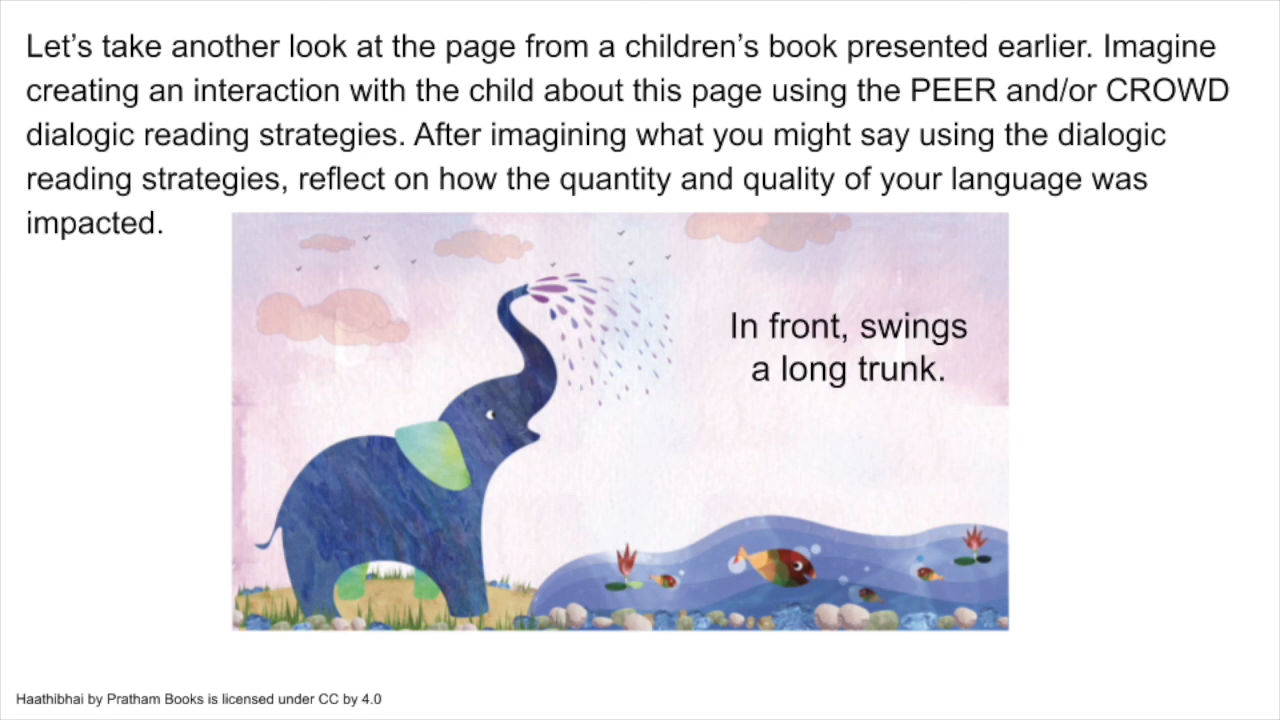 Let’s take another look at the page from a children’s book presented earlier. Imagine
creating an interaction with the child about this page using the PEER and/or CROWD
dialogic reading strategies. After imagining what you might say using the dialogic
reading strategies, reflect on how the quantity and quality of your language was
impacted.
In front, swings
a long trunk.
Haathibhai by Pratham Books is licensed under CC by 4.0